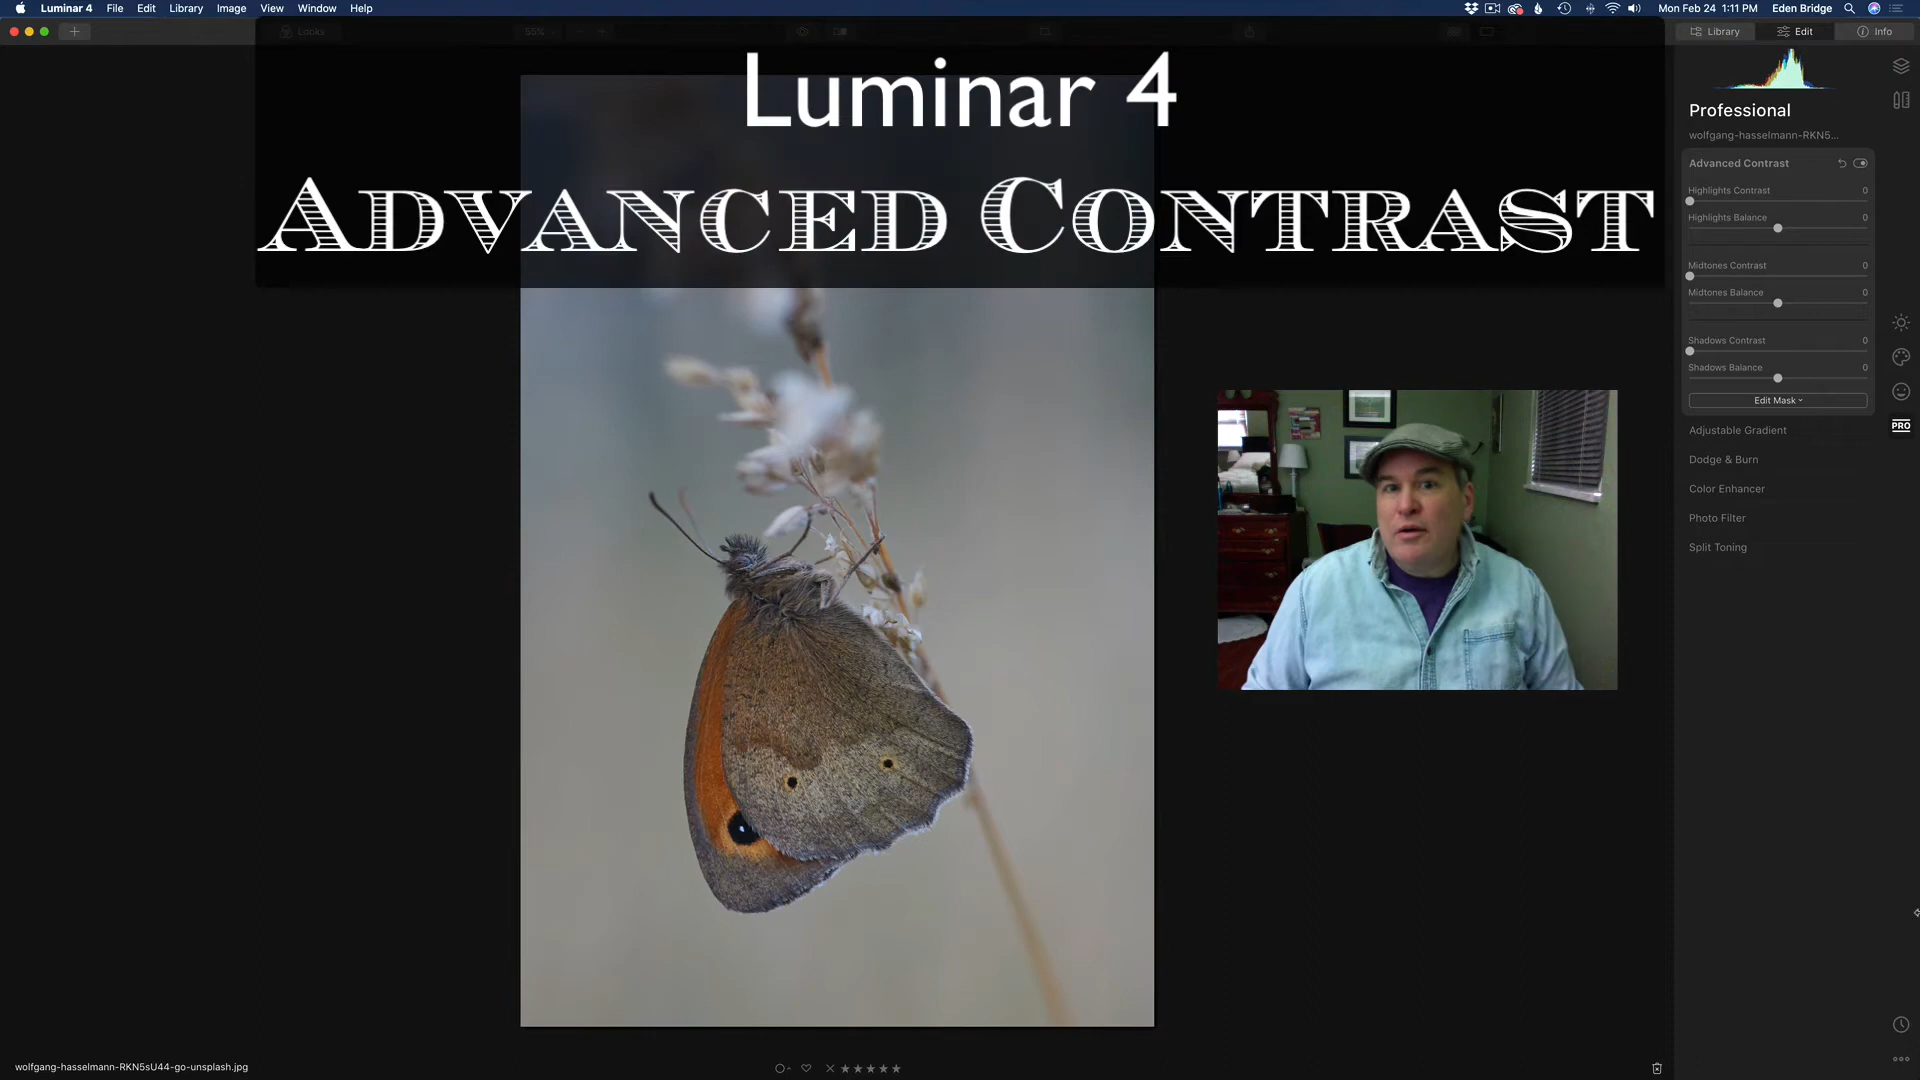 Luminar 4 File Edit Library Image View Window Help
Mon Feb 24 1:11 PM Eden Bridge
Looks 55%
Library Edit Info
Luminar 4
Advanced Contrast
Professional
wolfgang-hasselmann-RKN5...
Advanced Contrast
Highlights Contrast 0
Highlights Balance 0
Midtones Contrast 0
Midtones Balance 0
Shadows Contrast 0
Shadows Balance 0
Edit Mask
PRO
Adjustable Gradient
Dodge & Burn
Color Enhancer
Photo Filter
Split Toning
wolfgang-hasselmann-RKN5sU44-go-unsplash.jpg